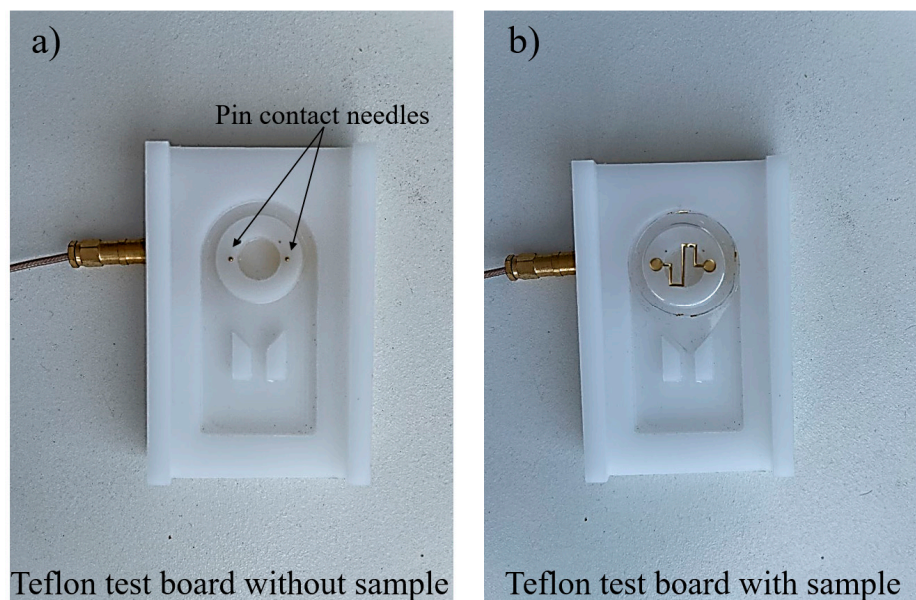 a)
Pin contact needles
Teflon test board without sample
b)
Teflon test board with sample